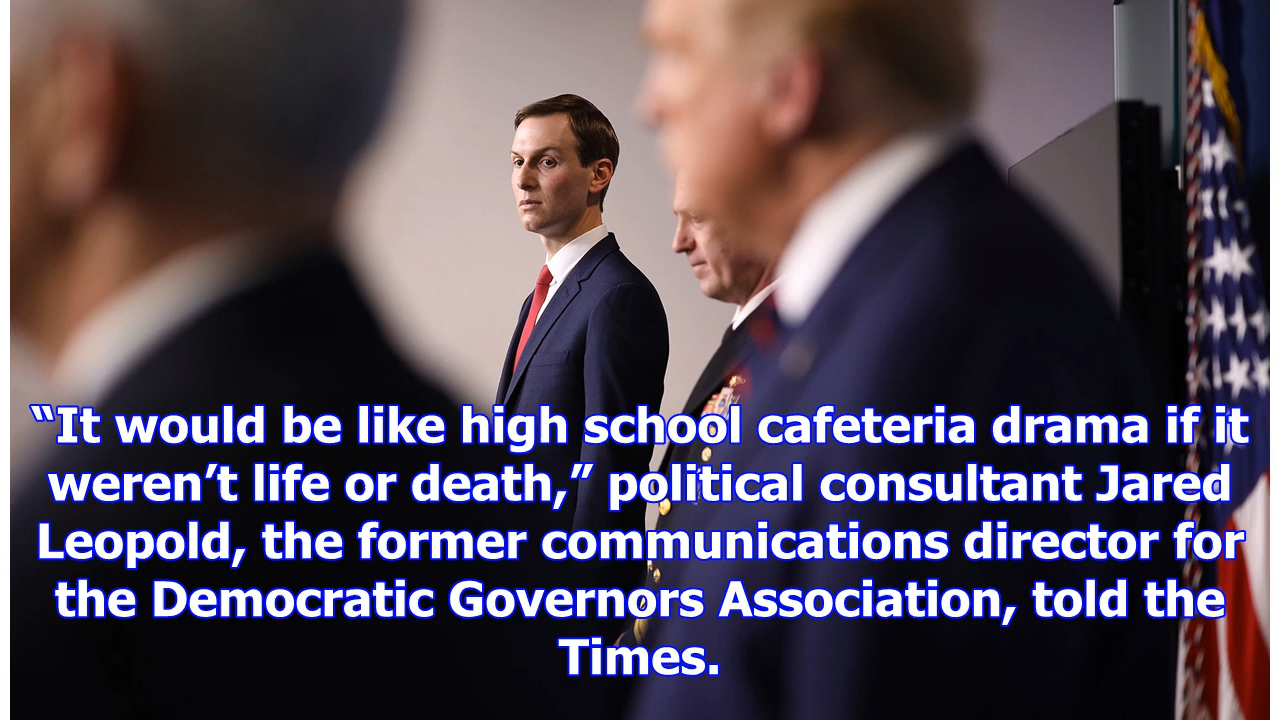 “It would be like high school cafeteria drama if it
weren’t life or death,” political consultant Jared
Leopold, the former communications director for
the Democratic Governors Association, told the
Times.